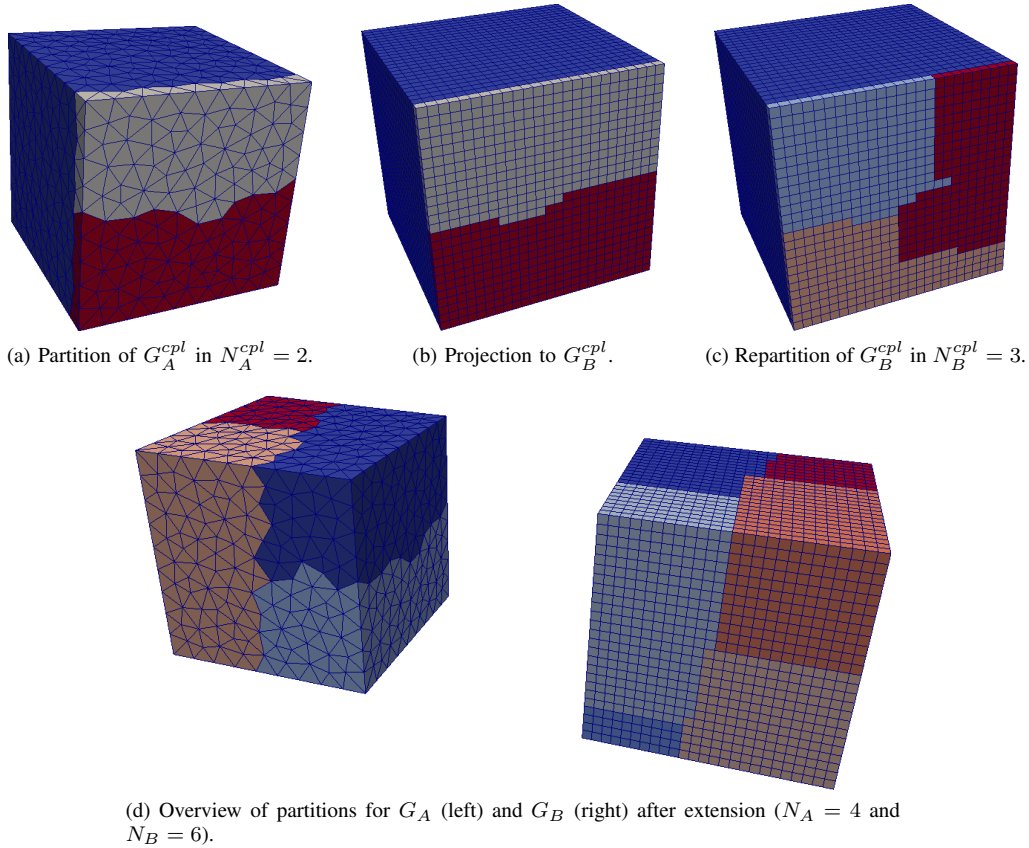 (a) Partition of $G_A^{cpl}$ in $N_A^{cpl} = 2$.
(b) Projection to $G_B^{cpl}$.
(c) Repartition of $G_B^{cpl}$ in $N_B^{cpl} = 3$.
(d) Overview of partitions for $G_A$ (left) and $G_B$ (right) after extension ($N_A = 4$ and
$N_B = 6$).